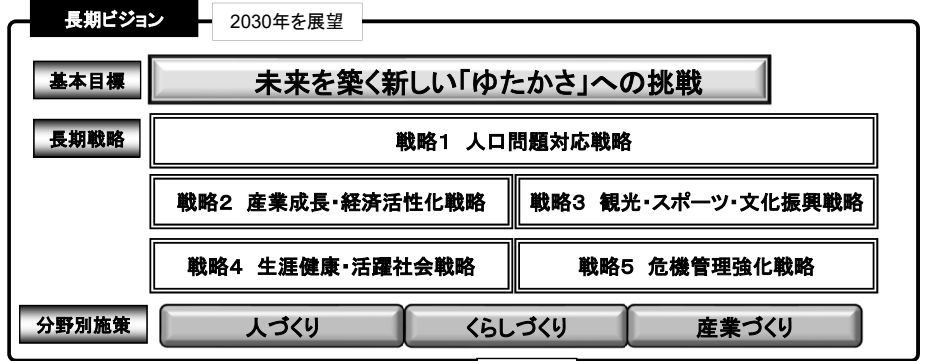 長期ビジョン 2030年を展望
基本目標 未来を築く新しい「ゆたかさ」への挑戦
長期戦略 戦略1 人口問題対応戦略
戦略2 産業成長・経済活性化戦略 戦略3 観光・スポーツ・文化振興戦略
戦略4 生涯健康・活躍社会戦略 戦略5 危機管理強化戦略
分野別施策 人づくり くらしづくり 産業づくり